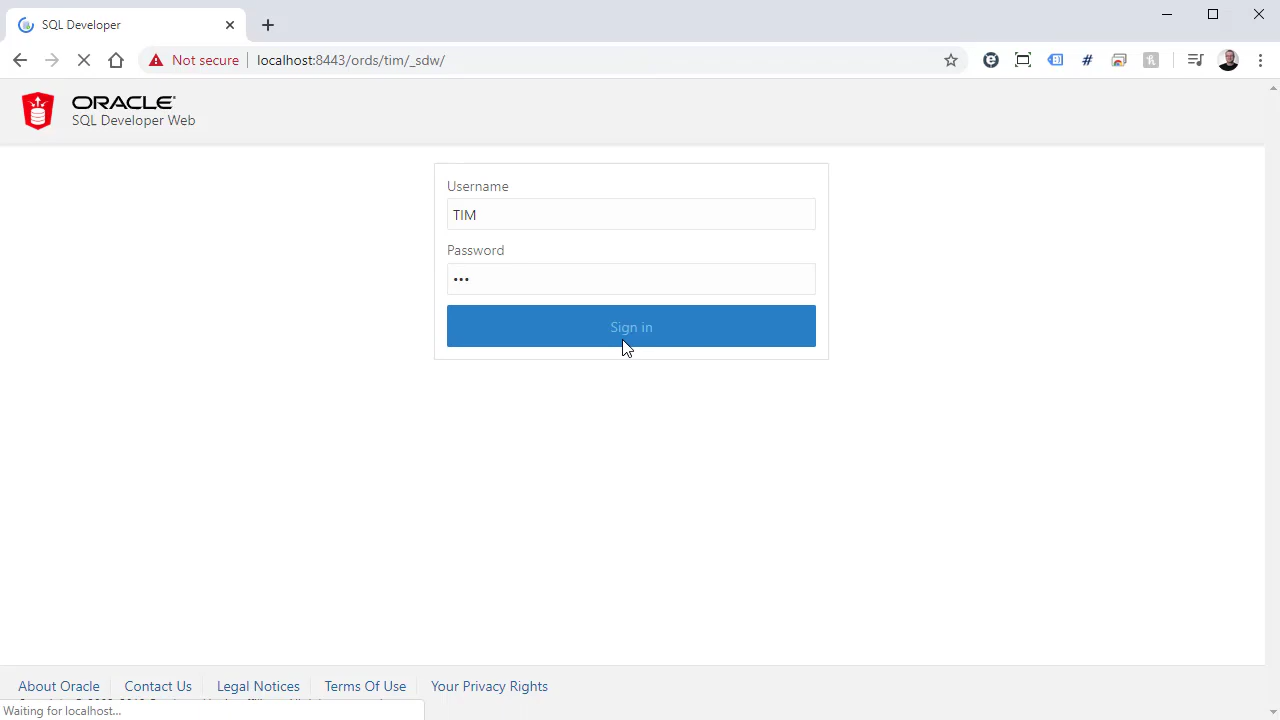 SQL Developer
Not secure
localhost:8443/ords/tim/_sdw/
ORACLE
SQL Developer Web
Username
TIM
Password
•••
Sign in
About Oracle
Contact Us
Legal Notices
Terms Of Use
Your Privacy Rights
Waiting for localhost...